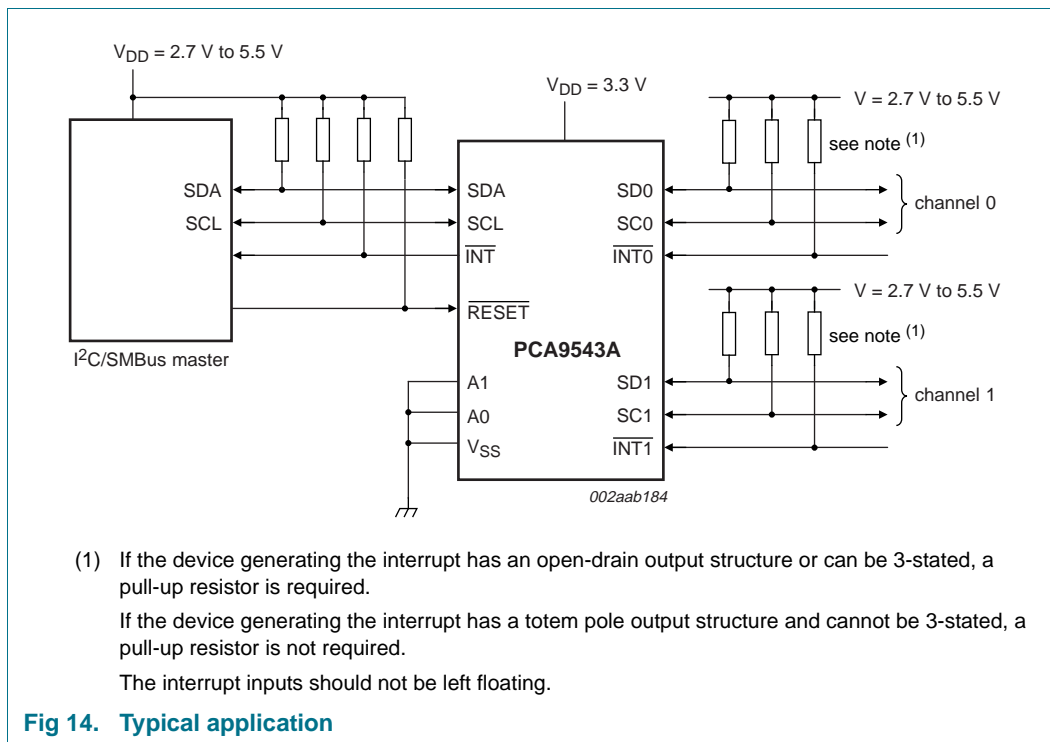 VDD = 2.7 V to 5.5 V
VDD = 3.3 V
V = 2.7 V to 5.5 V
see note (1)
SDA
SCL
I2C/SMBus master
SDA
SCL
INT
RESET
PCA9543A
A1
A0
VSS
SD0
SC0
INT0
channel 0
V = 2.7 V to 5.5 V
see note (1)
SD1
SC1
INT1
channel 1
002aab184
(1) If the device generating the interrupt has an open-drain output structure or can be 3-stated, a
pull-up resistor is required.
If the device generating the interrupt has a totem pole output structure and cannot be 3-stated, a
pull-up resistor is not required.
The interrupt inputs should not be left floating.
Fig 14. Typical application